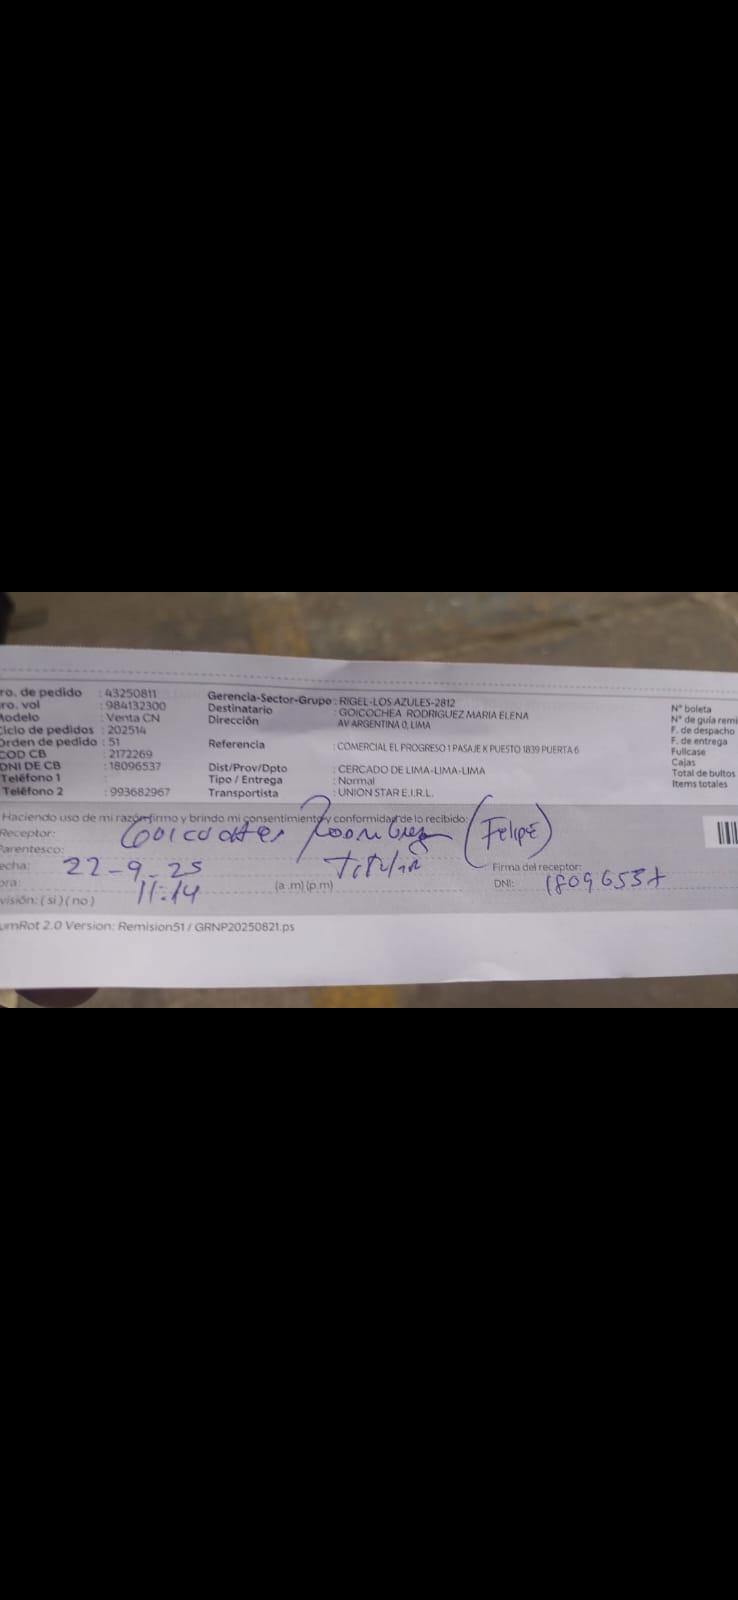 ro. de pedido : 43250811
ro. vol : 984132300
odelo : Venta CN
iclo de pedidos : 202514
Orden de pedido : 51
COD CB : 2172269
DNI DE CB : 18096537
Teléfono 1 :
Teléfono 2 : 993682967
Gerencia-Sector-Grupo : RIGEL-LOS AZULES-2812
Destinatario : GOICOCHEA RODRIGUEZ MARIA ELENA
Dirección AV ARGENTINA 0, LIMA
Referencia : COMERCIAL EL PROGRESO 1 PASAJE K PUESTO 1839 PUERTA 6
Dist/Prov/Dpto : CERCADO DE LIMA-LIMA-LIMA
Tipo / Entrega : Normal
Transportista : UNION STAR E.I.R.L.
N° boleta
N° de guía remi
F. de despacho
F. de entrega
Fullcase
Cajas
Total de bultos
Items totales
Haciendo uso de mi razón firmo y brindo mi consentimiento y conformidad de lo recibido:
Receptor: (FELIPE)
Parentesco: Titular
echa: 22-9-25
ora: 11:14 (a .m) (p.m)
visión: ( si ) ( no )
Firma del receptor:
DNI: 18096537
umRot 2.0 Version: Remision51 / GRNP20250821.ps